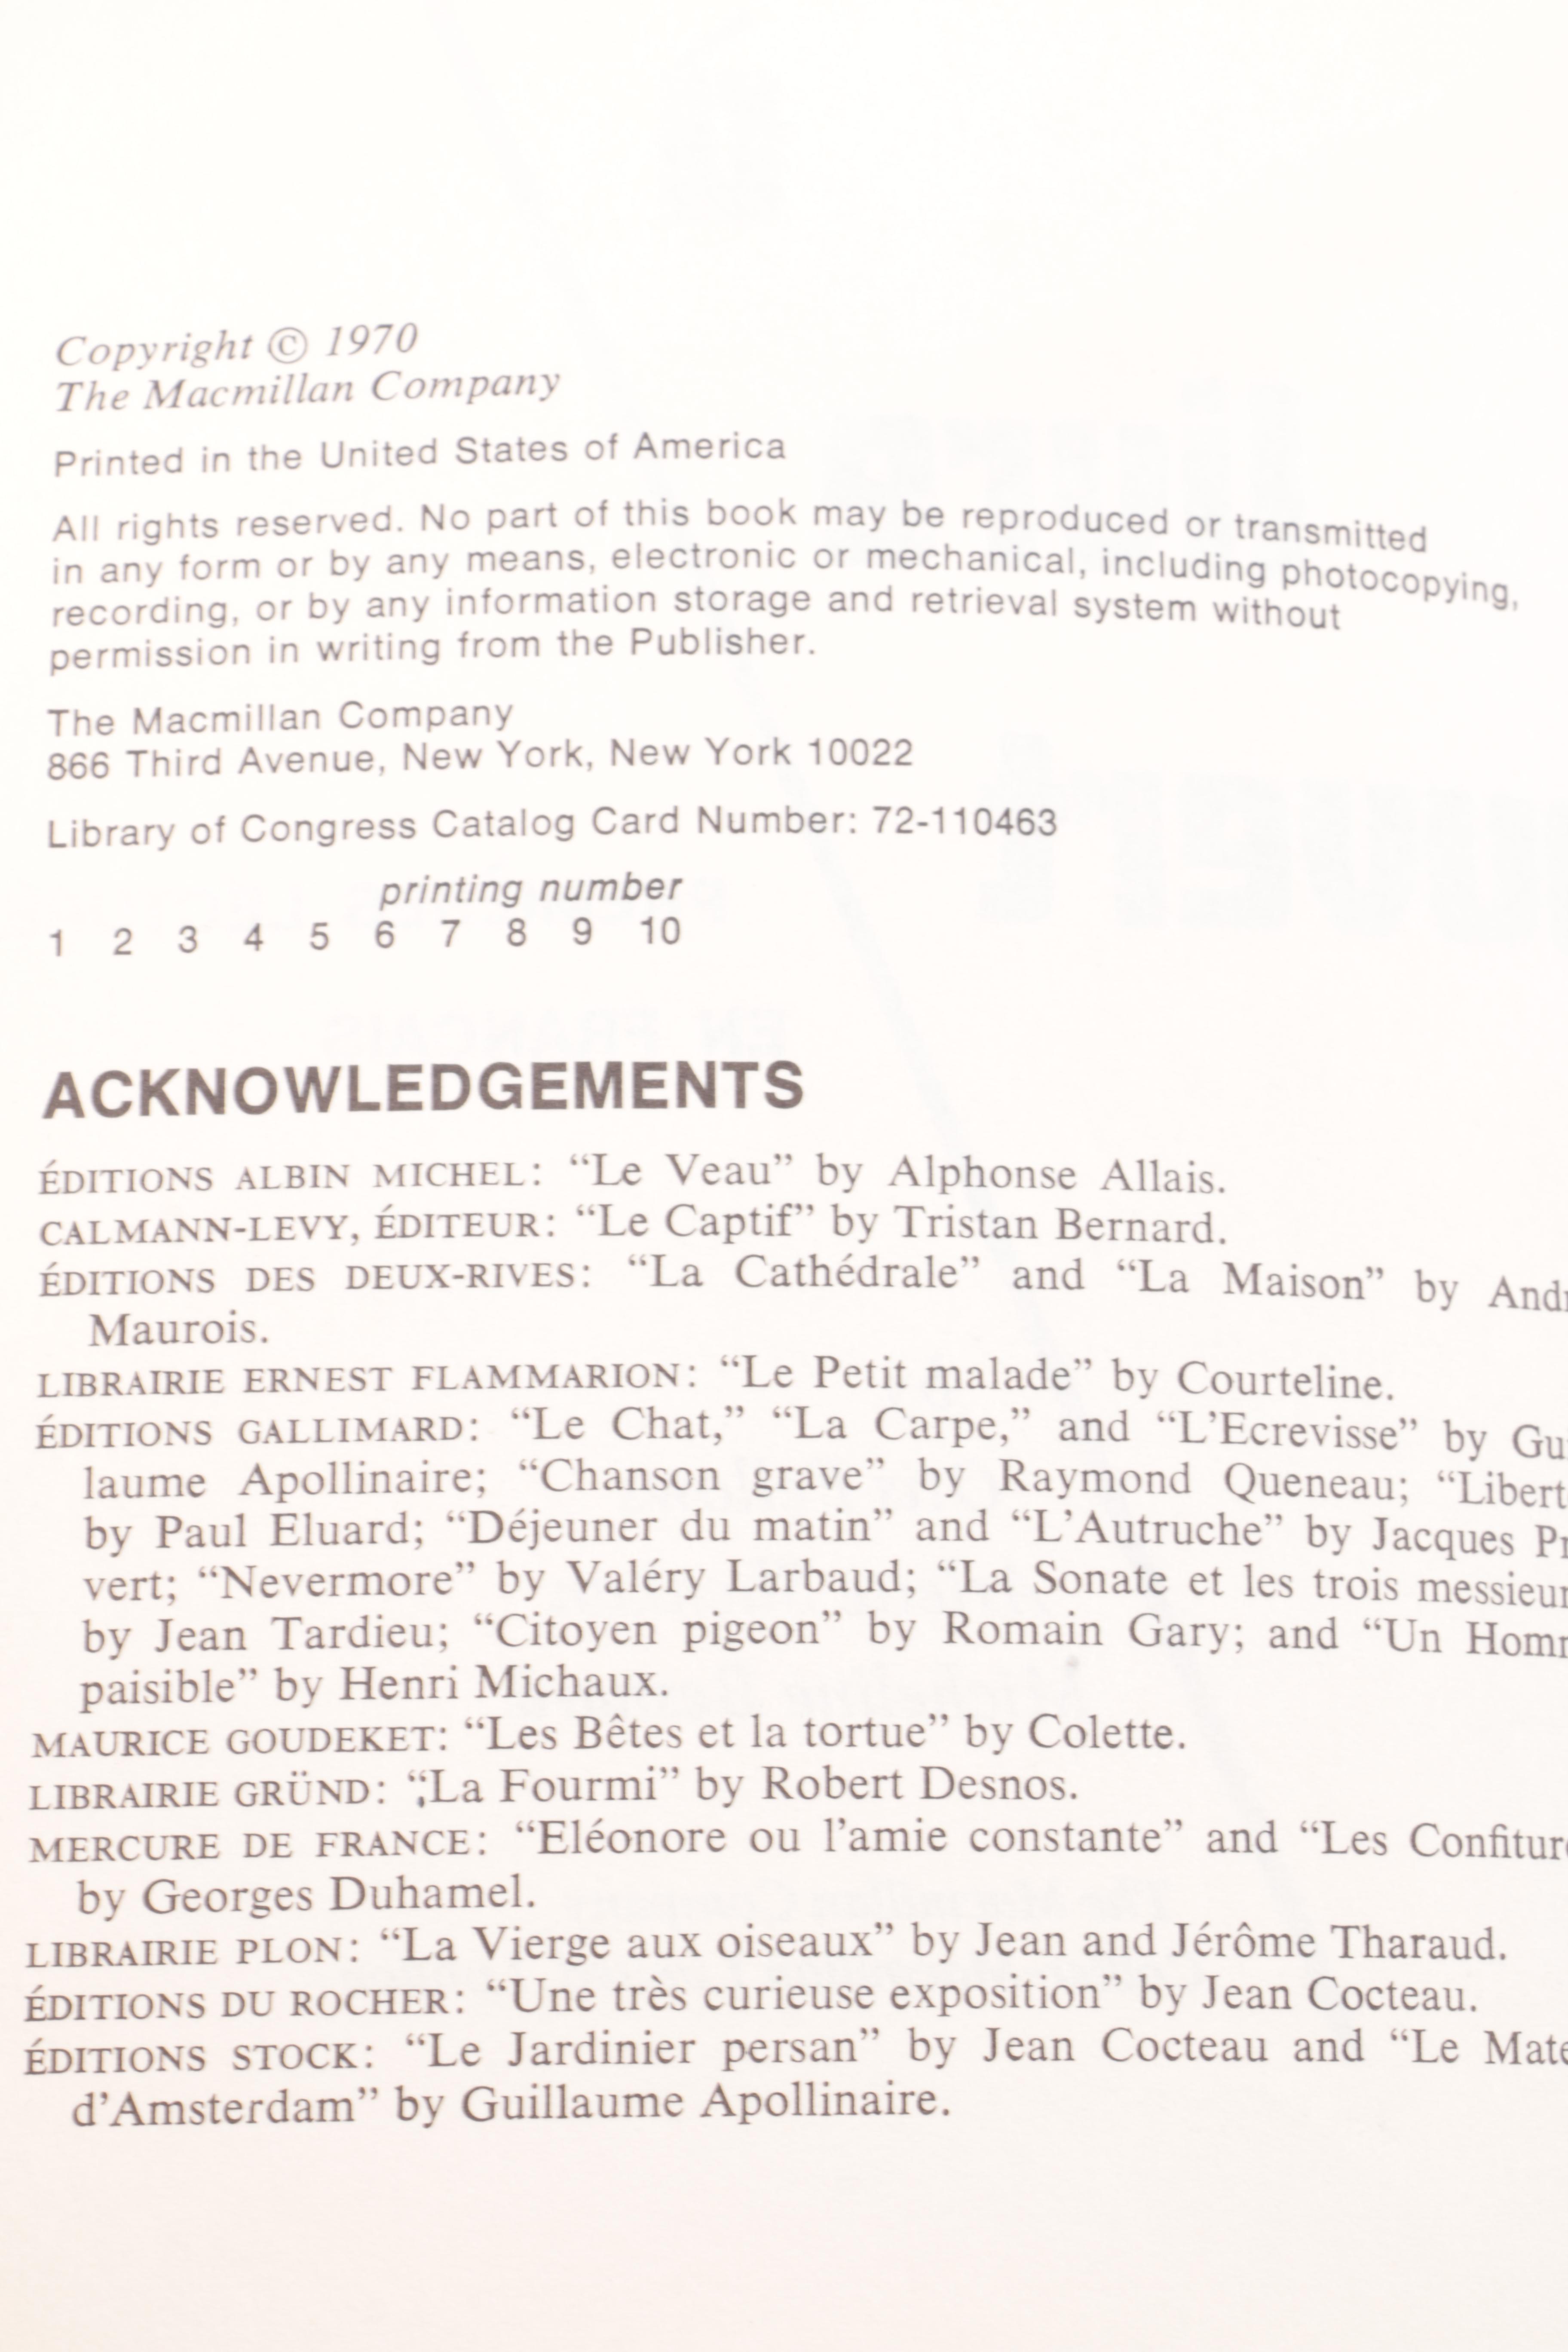 Copyright © 1970
The Macmillan Company
Printed in the United States of America
All rights reserved. No part of this book may be reproduced or transmitted
in any form or by any means, electronic or mechanical, including photocopying,
recording, or by any information storage and retrieval system without
permission in writing from the Publisher.
The Macmillan Company
866 Third Avenue, New York, New York 10022
Library of Congress Catalog Card Number: 72-110463
printing number
1 2 3 4 5 6 7 8 9 10
ACKNOWLEDGEMENTS
ÉDITIONS ALBIN MICHEL: “Le Veau” by Alphonse Allais.
CALMANN-LEVY, ÉDITEUR: “Le Captif” by Tristan Bernard.
ÉDITIONS DES DEUX-RIVES: “La Cathédrale” and “La Maison” by
Maurois.
LIBRAIRIE ERNEST FLAMMARION: “Le Petit malade” by Courteline.
ÉDITIONS GALLIMARD: “Le Chat,” “La Carpe,” and “L’Ecrevisse” by
laume Apollinaire; “Chanson grave” by Raymond Queneau;
by Paul Eluard; “Déjeuner du matin” and “L’Autruche” by Jacques
vert; “Nevermore” by Valéry Larbaud; “La Sonate et les trois
by Jean Tardieu; “Citoyen pigeon” by Romain Gary; and “Un
paisible” by Henri Michaux.
MAURICE GOUDEKET: “Les Bêtes et la tortue” by Colette.
LIBRAIRIE GRÜND: “La Fourmi” by Robert Desnos.
MERCURE DE FRANCE: “Eléonore ou l’amie constante” and “Les
by Georges Duhamel.
LIBRAIRIE PLON: “La Vierge aux oiseaux” by Jean and Jérôme Tharaud.
ÉDITIONS DU ROCHER: “Une très curieuse exposition” by Jean Cocteau.
ÉDITIONS STOCK: “Le Jardinier persan” by Jean Cocteau and “Le
d’Amsterdam” by Guillaume Apollinaire.